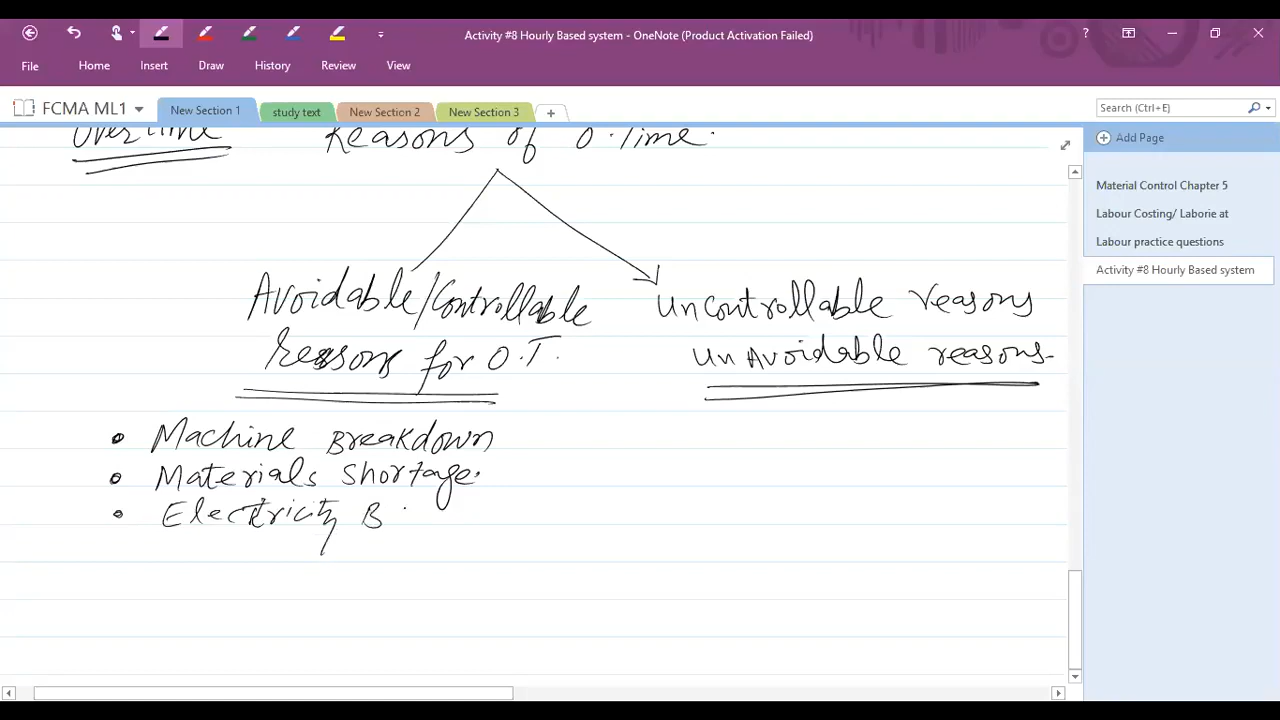 Activity #8 Hourly Based system - OneNote (Product Activation Failed)
?
File Home Insert Draw History Review View
FCMA ML1 New Section 1 study text New Section 2 New Section 3 +
Search (Ctrl+E)
Add Page
Material Control Chapter 5
Labour Costing/ Laborie at
Labour practice questions
Activity #8 Hourly Based system
Overtime Reasons of O.Time.
Avoidable/Controllable
Reasons for O.T.
Uncontrollable reasons
UnAvoidable reasons-
• Machine Breakdown
• Materials Shortage.
• Electricity B.